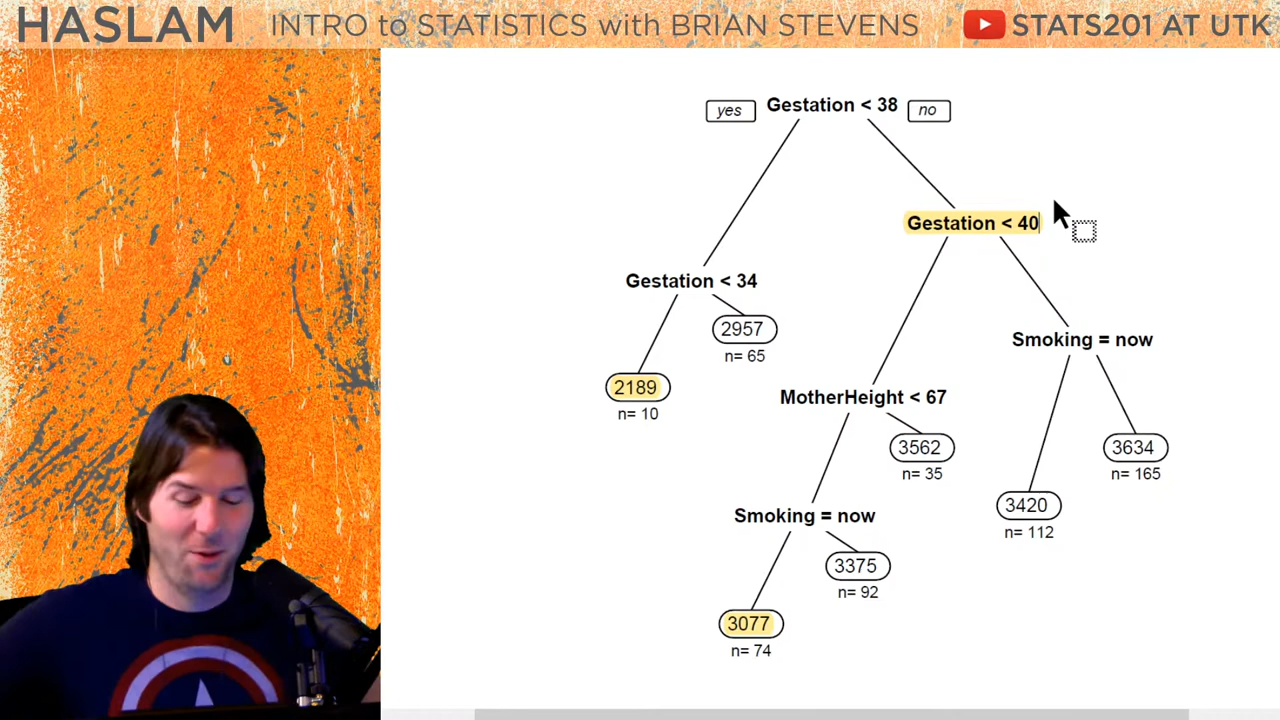 HASLAM INTRO to STATISTICS with BRIAN STEVENS STATS201 AT UTK
yes Gestation < 38 no
Gestation < 40
Gestation < 34
2957
n= 65
Smoking = now
2189
n= 10
MotherHeight < 67
3562
n= 35
3634
n= 165
3420
n= 112
Smoking = now
3375
n= 92
3077
n= 74